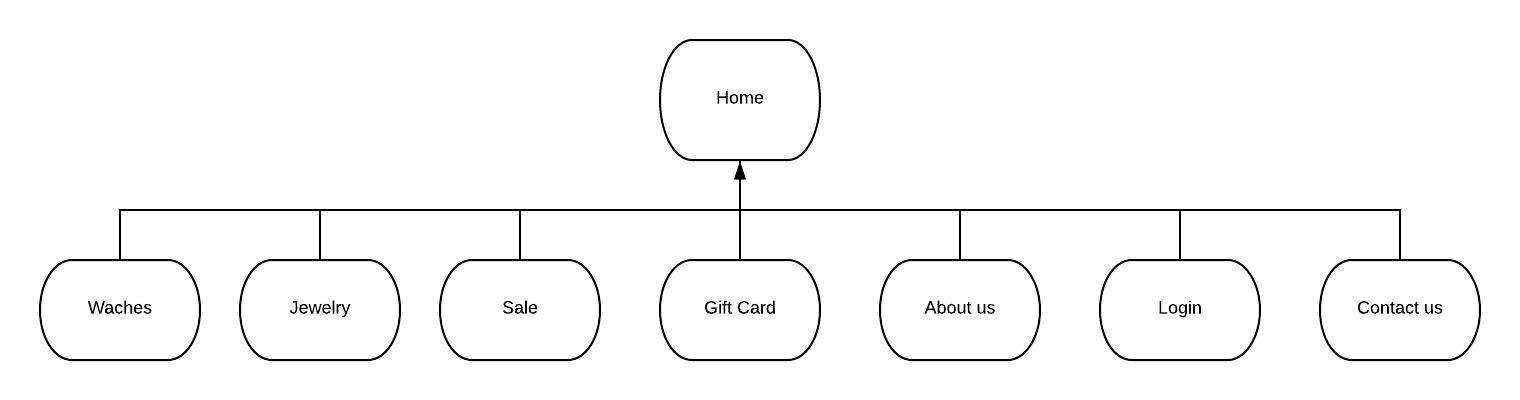 Home
Waches
Jewelry
Sale
Gift Card
About us
Login
Contact us